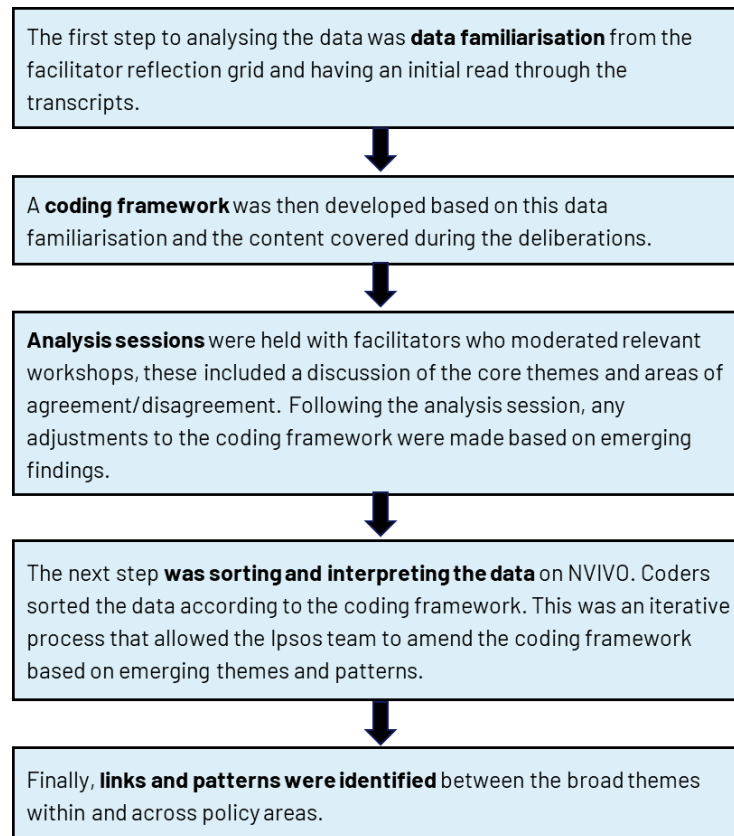 The first step to analysing the data was data familiarisation from the
facilitator reflection grid and having an initial read through the
transcripts.
A coding framework was then developed based on this data
familiarisation and the content covered during the deliberations.
Analysis sessions were held with facilitators who moderated relevant
workshops, these included a discussion of the core themes and areas of
agreement/disagreement. Following the analysis session, any
adjustments to the coding framework were made based on emerging
findings.
The next step was sorting and interpreting the data on NVIVO. Coders
sorted the data according to the coding framework. This was an iterative
process that allowed the Ipsos team to amend the coding framework
based on emerging themes and patterns.
Finally, links and patterns were identified between the broad themes
within and across policy areas.